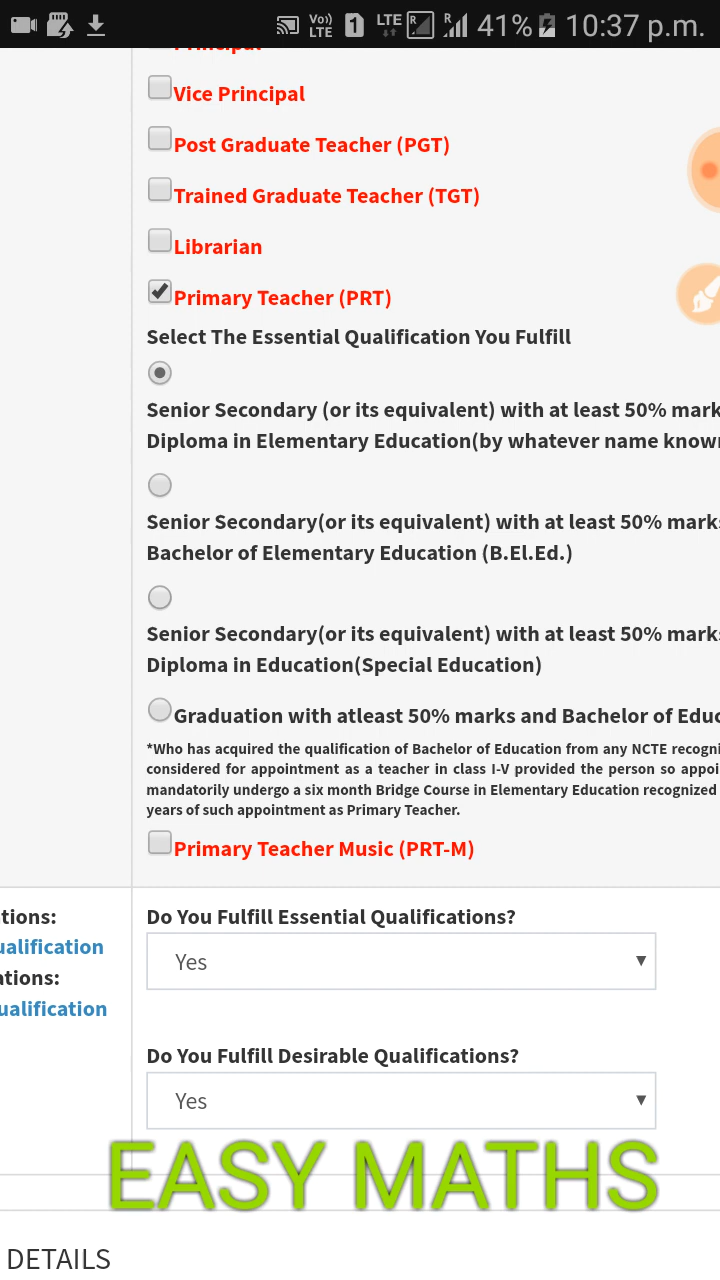 Vo)) LTE 1 LTE R R 41% 10:37 p.m.
Principal
Vice Principal
Post Graduate Teacher (PGT)
Trained Graduate Teacher (TGT)
Librarian
Primary Teacher (PRT)
Select The Essential Qualification You Fulfill
Senior Secondary (or its equivalent) with at least 50% mark
Diploma in Elementary Education(by whatever name know
Senior Secondary(or its equivalent) with at least 50% mark
Bachelor of Elementary Education (B.El.Ed.)
Senior Secondary(or its equivalent) with at least 50% mark
Diploma in Education(Special Education)
Graduation with atleast 50% marks and Bachelor of Educ
*Who has acquired the qualification of Bachelor of Education from any NCTE recogni
considered for appointment as a teacher in class I-V provided the person so appoi
mandatorily undergo a six month Bridge Course in Elementary Education recognized
years of such appointment as Primary Teacher.
Primary Teacher Music (PRT-M)
tions:
ualification
ations:
ualification
Do You Fulfill Essential Qualifications?
Yes
Do You Fulfill Desirable Qualifications?
Yes
EASY MATHS
DETAILS